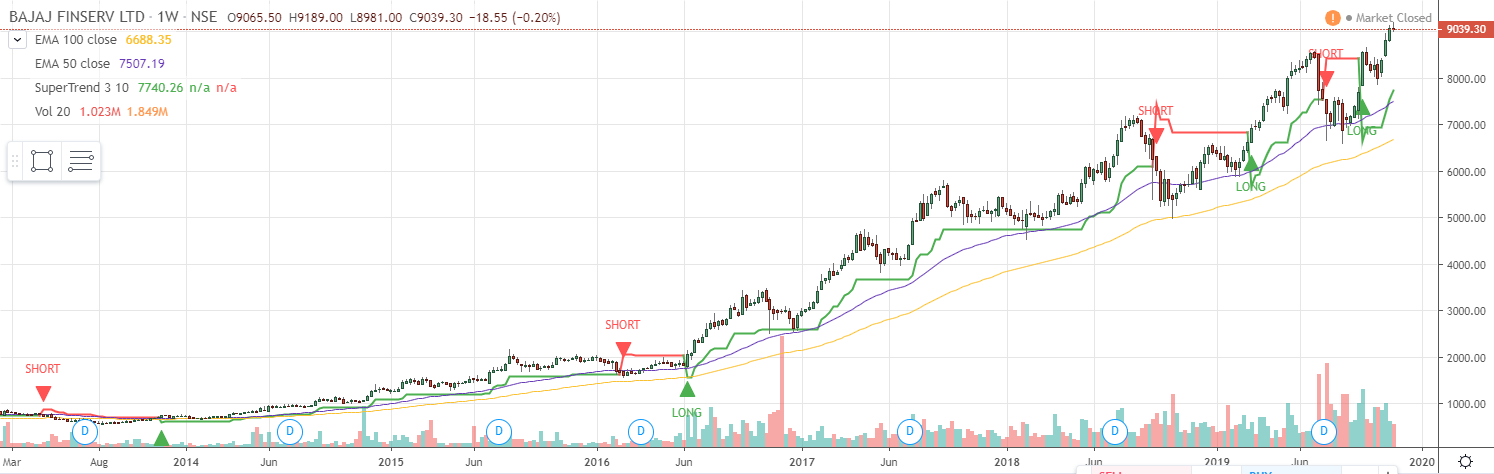 BAJAJ FINSERV LTD · 1W · NSE O9065.50 H9189.00 L8981.00 C9039.30 −18.55 (−0.20%)
! Market Closed
EMA 100 close 6688.35
9039.30
EMA 50 close 7507.19
SHORT
SuperTrend 3 10 7740.26 n/a n/a
8000.00
Vol 20 1.023M 1.849M
SHORT
7000.00
LONG
6000.00
LONG
5000.00
4000.00
3000.00
SHORT
2000.00
SHORT
LONG
1000.00
D D D D D D D
Mar Aug 2014 Jun 2015 Jun 2016 Jun 2017 Jun 2018 Jun 2019 Jun 2020
SELL BUY